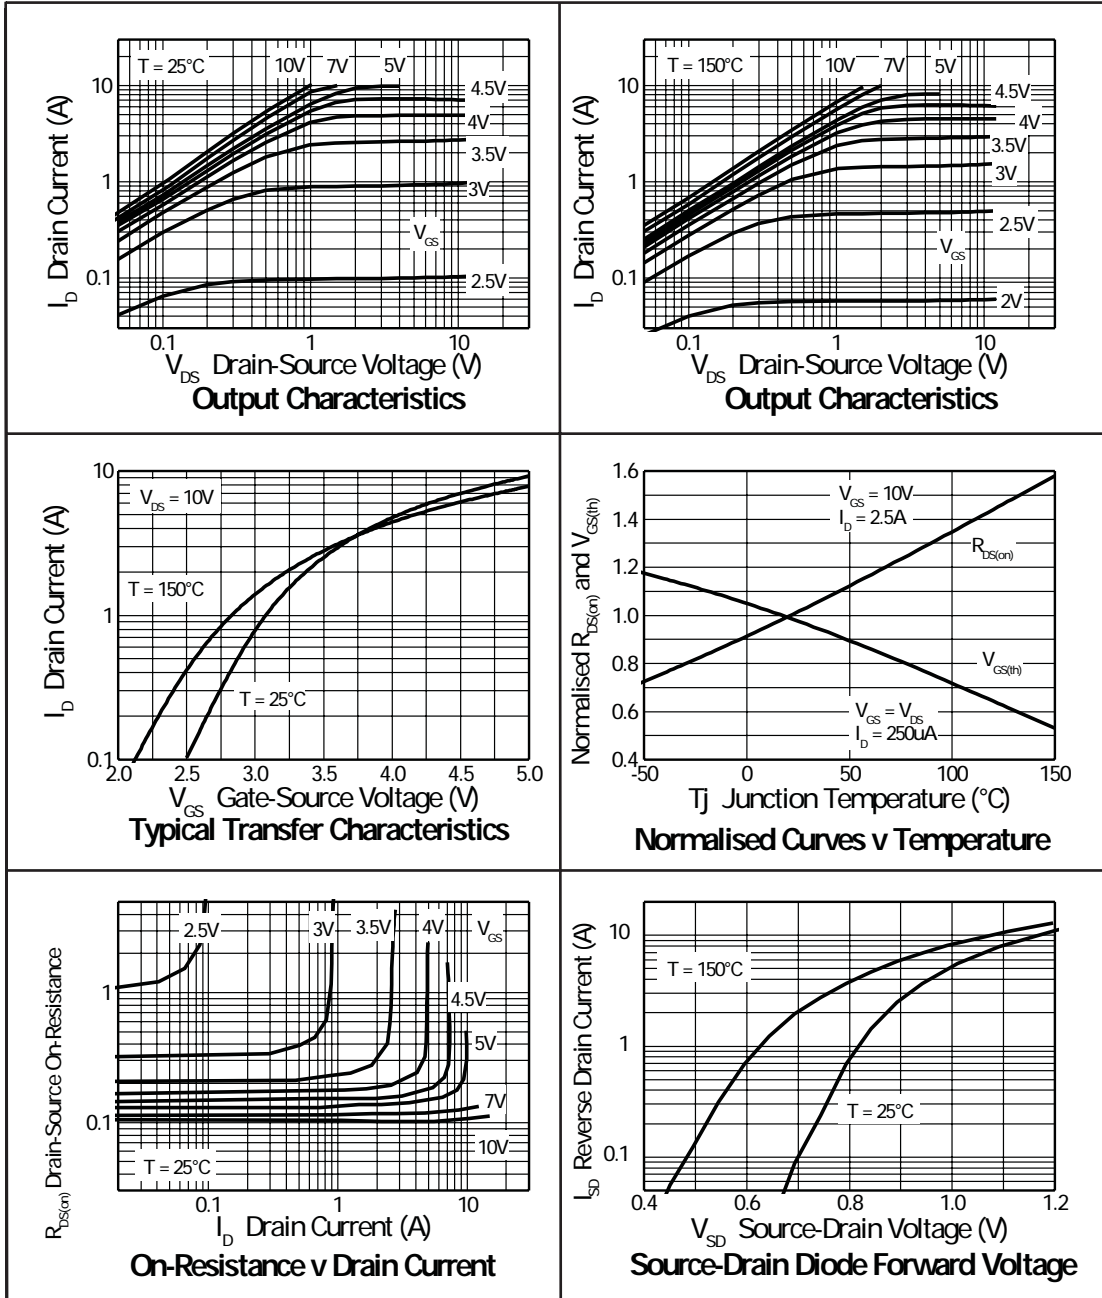 T = 25°C
10V
7V
5V
10
4.5V
4V
3.5V
1
3V
V_GS
0.1
2.5V
0.1
1
10
I_D Drain Current (A)
V_DS Drain-Source Voltage (V)
Output Characteristics
T = 150°C
10V
7V
5V
10
4.5V
4V
3.5V
1
3V
2.5V
V_GS
0.1
2V
0.1
1
10
I_D Drain Current (A)
V_DS Drain-Source Voltage (V)
Output Characteristics
10
V_DS = 10V
T = 150°C
1
T = 25°C
0.1
2.0
2.5
3.0
3.5
4.0
4.5
5.0
I_D Drain Current (A)
V_GS Gate-Source Voltage (V)
Typical Transfer Characteristics
1.6
V_GS = 10V
I_D = 2.5A
1.4
R_DS(on)
1.2
1.0
0.8
V_GS(th)
V_GS = V_DS
I_D = 250uA
0.6
0.4
-50
0
50
100
150
Normalised R_DS(on) and V_GS(th)
Tj Junction Temperature (°C)
Normalised Curves v Temperature
2.5V
3V
3.5V
4V
V_GS
1
4.5V
5V
7V
0.1
10V
T = 25°C
0.1
1
10
R_DS(on) Drain-Source On-Resistance
I_D Drain Current (A)
On-Resistance v Drain Current
10
T = 150°C
1
T = 25°C
0.1
0.4
0.6
0.8
1.0
1.2
I_SD Reverse Drain Current (A)
V_SD Source-Drain Voltage (V)
Source-Drain Diode Forward Voltage